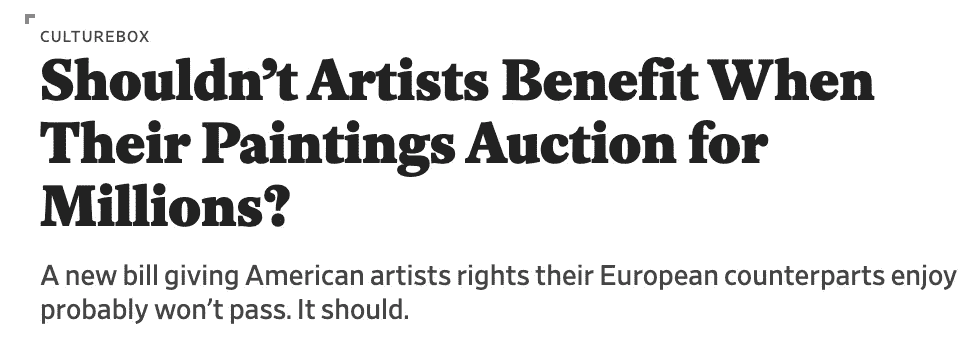 CULTUREBOX
Shouldn’t Artists Benefit When
Their Paintings Auction for
Millions?
A new bill giving American artists rights their European counterparts enjoy
probably won’t pass. It should.